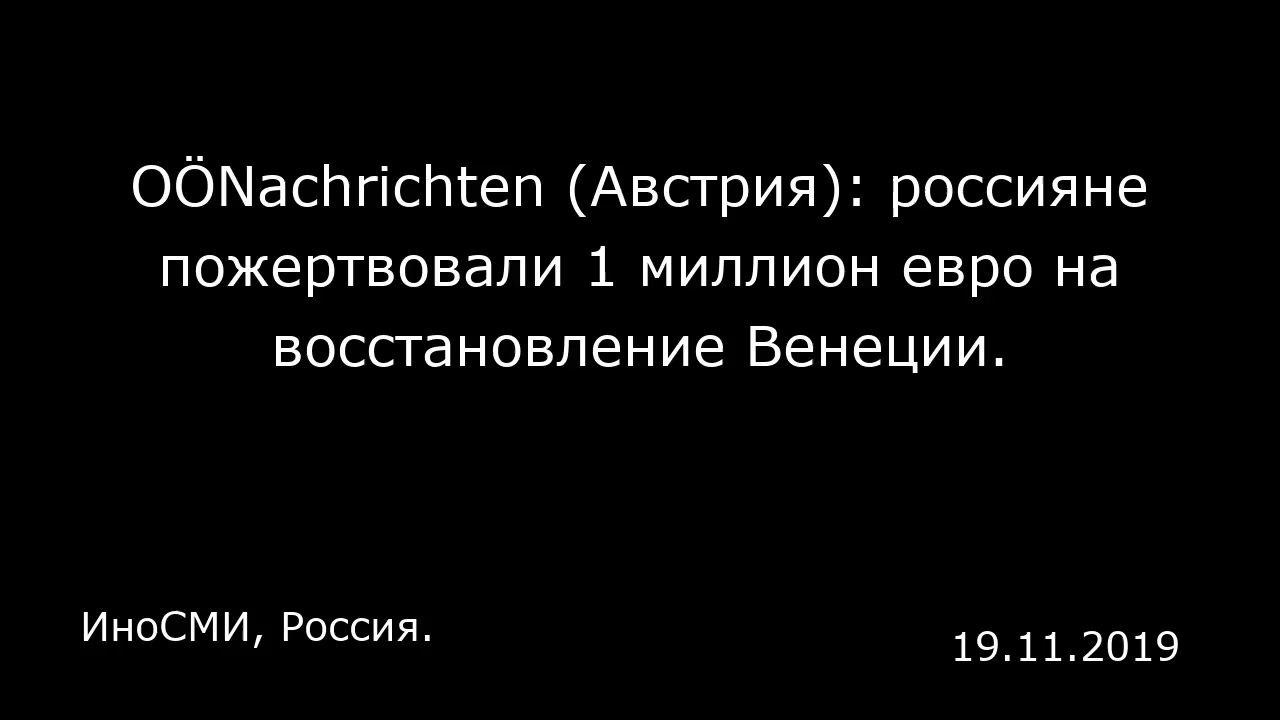 OÖNachrichten (Австрия): россияне
пожертвовали 1 миллион евро на
восстановление Венеции.
ИноСМИ, Россия.
19.11.2019